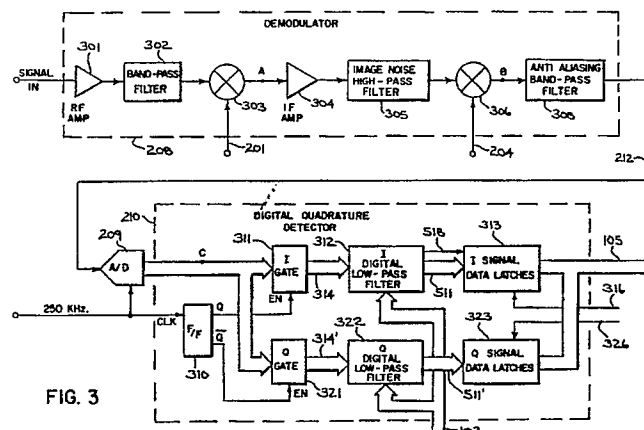 DEMODULATOR
301
302
SIGNAL IN
BAND-PASS FILTER
RF AMP
303
A
304
IF AMP
IMAGE NOISE HIGH-PASS FILTER
305
B
306
ANTI ALIASING BAND-PASS FILTER
308
208
201
204
212
210
DIGITAL QUADRATURE DETECTOR
209
A/D
C
311
I GATE
EN
314
312
I DIGITAL LOW-PASS FILTER
518
511
313
I SIGNAL DATA LATCHES
105
316
326
250 KHz.
CLK
F/F
Q
Q̅
310
Q GATE
EN
321
314'
322
Q DIGITAL LOW-PASS FILTER
511'
323
Q SIGNAL DATA LATCHES
FIG. 3